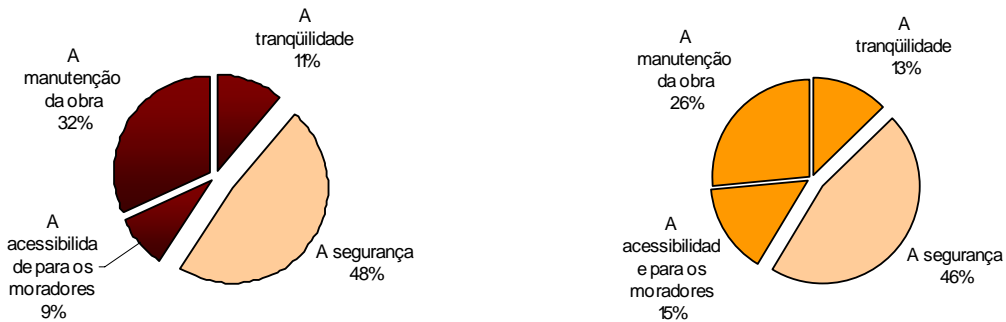 A
tranqüilidade
11%
A
manutenção
da obra
32%
A
acessibilida
de para os
moradores
9%
A segurança
48%
A
tranqüilidade
13%
A
manutenção
da obra
26%
A
acessibilidad
e para os
moradores
15%
A segurança
46%